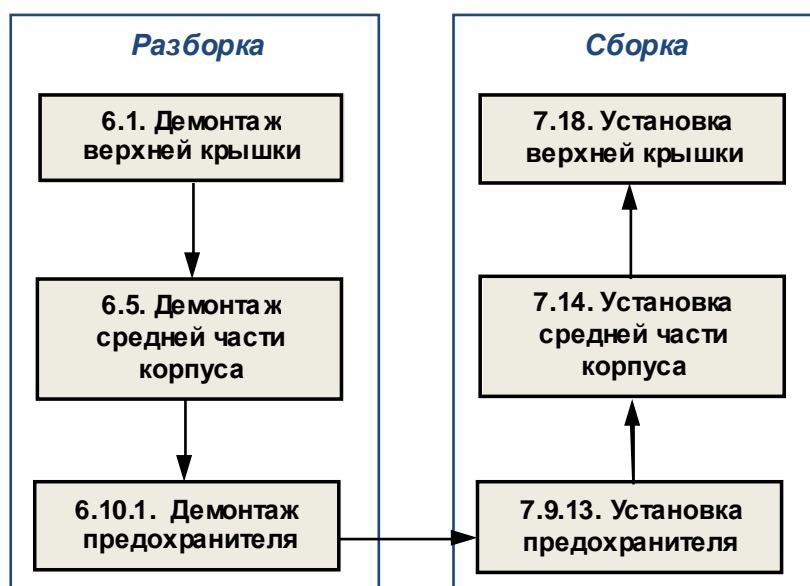 Разборка
6.1. Демонтаж
верхней крышки
6.5. Демонтаж
средней части
корпуса
6.10.1. Демонтаж
предохранителя
Сборка
7.18. Установка
верхней крышки
7.14. Установка
средней части
корпуса
7.9.13. Установка
предохранителя